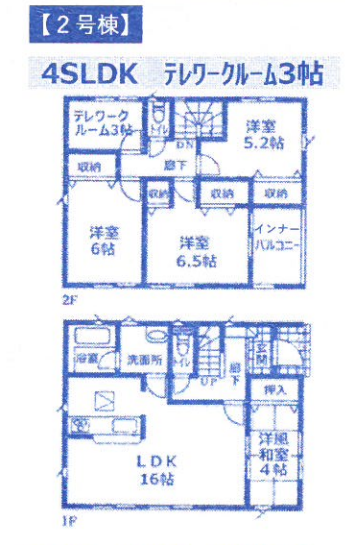 【2号棟】
4SLDK テレワークルーム3帖
テレワーク
ルーム3帖
トイレ
DN
洋室
5.2帖
収納
廊下
収納
収納
収納
洋室
6帖
洋室
6.5帖
インナー
バルコニー
2F
浴室
洗面所
トイレ
UP
廊下
玄関
押入
LDK
16帖
洋風
和室
4帖
1F